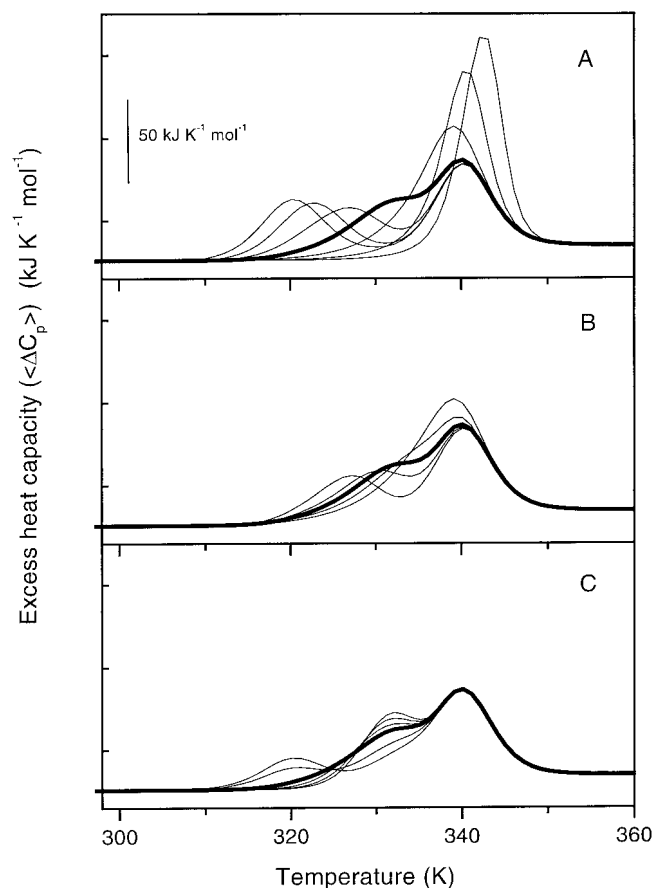 A
50 kJ K⁻¹ mol⁻¹
B
C
Excess heat capacity (<ΔCₚ>) (kJ K⁻¹ mol⁻¹)
300 320 340 360
Temperature (K)